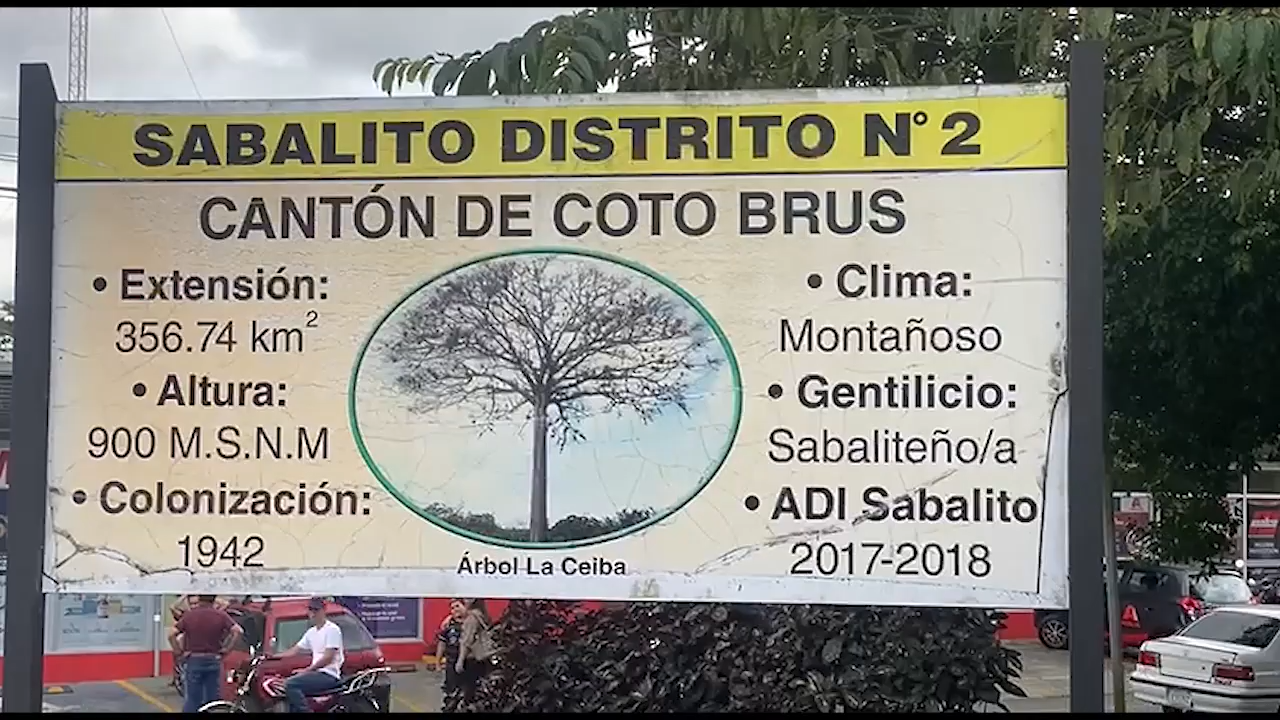 SABALITO DISTRITO N° 2
CANTÓN DE COTO BRUS
• Extensión:
356.74 km²
• Altura:
900 M.S.N.M
• Colonización:
1942
Árbol La Ceiba
• Clima:
Montañoso
• Gentilicio:
Sabaliteño/a
• ADI Sabalito
2017-2018